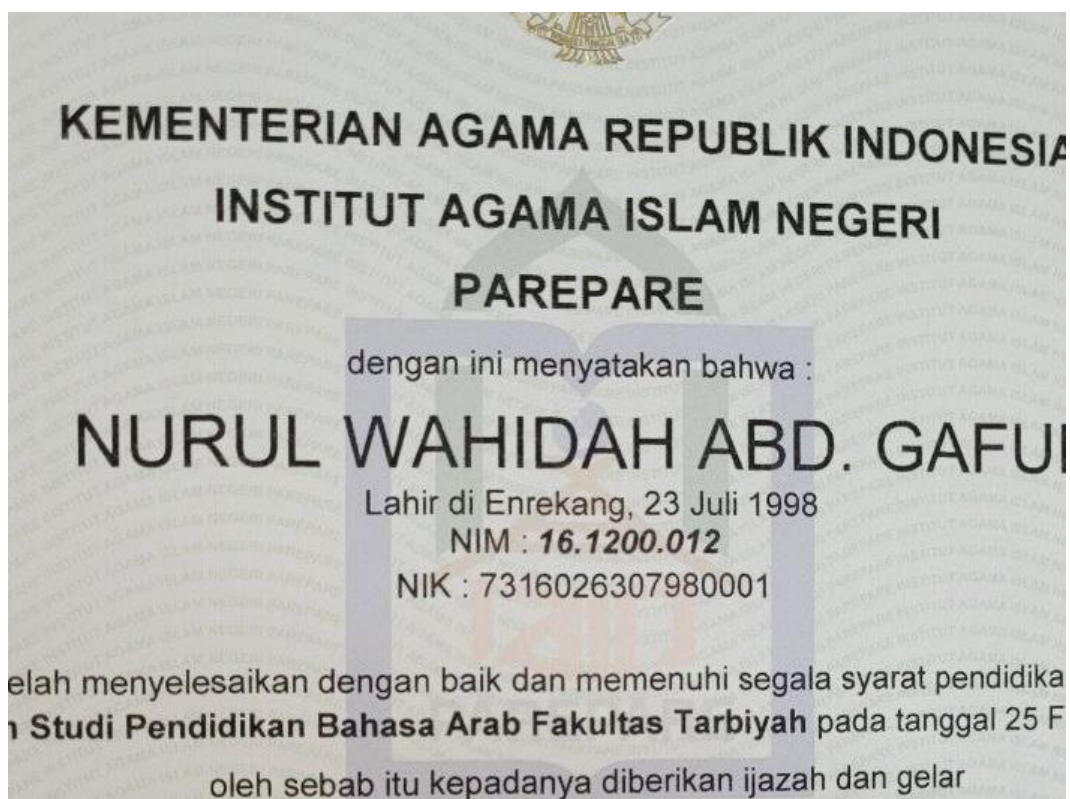 KEMENTERIAN AGAMA REPUBLIK INDONESIA
INSTITUT AGAMA ISLAM NEGERI
PAREPARE
dengan ini menyatakan bahwa :
NURUL WAHIDAH ABD. GAFUR
Lahir di Enrekang, 23 Juli 1998
NIM : 16.1200.012
NIK : 7316026307980001
elah menyelesaikan dengan baik dan memenuhi segala syarat pendidika
n Studi Pendidikan Bahasa Arab Fakultas Tarbiyah pada tanggal 25 F
oleh sebab itu kepadanya diberikan ijazah dan gelar